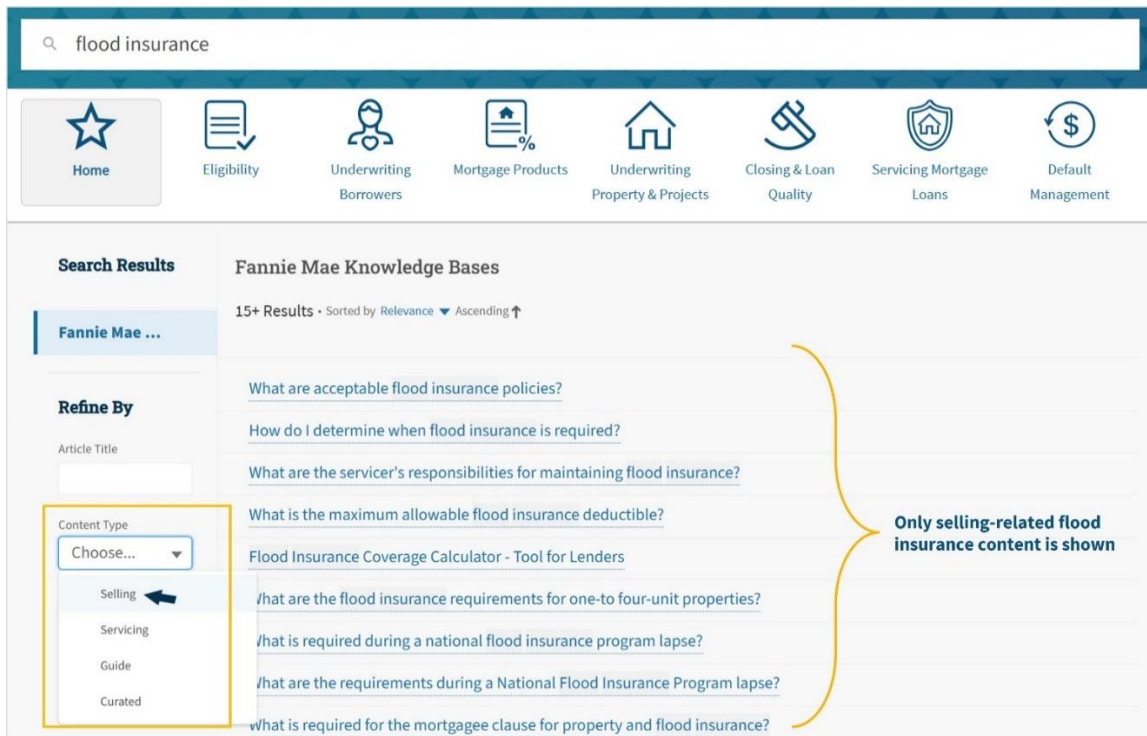 flood insurance
Home
Eligibility
Underwriting
Borrowers
Mortgage Products
Underwriting
Property & Projects
Closing & Loan
Quality
Servicing Mortgage
Loans
Default
Management
Search Results
Fannie Mae ...
Refine By
Article Title
Content Type
Choose...
Selling
Servicing
Guide
Curated
Fannie Mae Knowledge Bases
15+ Results • Sorted by Relevance Ascending
What are acceptable flood insurance policies?
How do I determine when flood insurance is required?
What are the servicer's responsibilities for maintaining flood insurance?
What is the maximum allowable flood insurance deductible?
Flood Insurance Coverage Calculator - Tool for Lenders
What are the flood insurance requirements for one-to four-unit properties?
What is required during a national flood insurance program lapse?
What are the requirements during a National Flood Insurance Program lapse?
What is required for the mortgagee clause for property and flood insurance?
Only selling-related flood
insurance content is shown